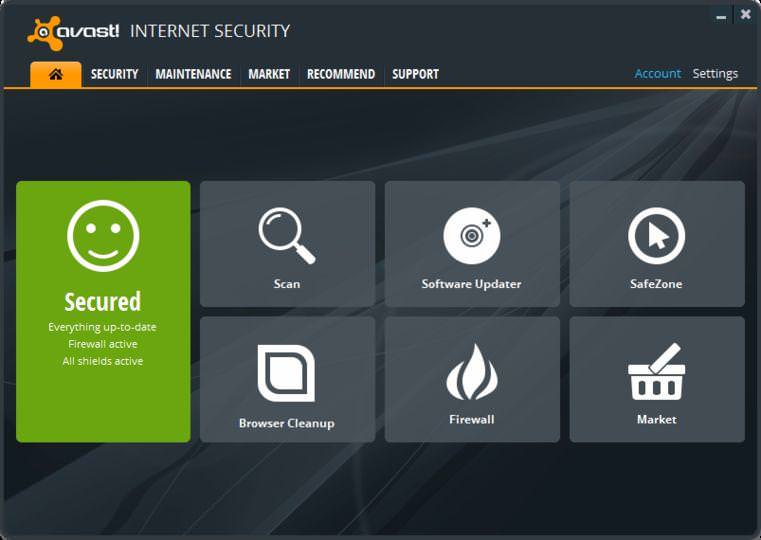 avast! INTERNET SECURITY
SECURITY MAINTENANCE MARKET RECOMMEND SUPPORT Account Settings
Secured
Everything up-to-date
Firewall active
All shields active
Scan
Software Updater
SafeZone
Browser Cleanup
Firewall
Market